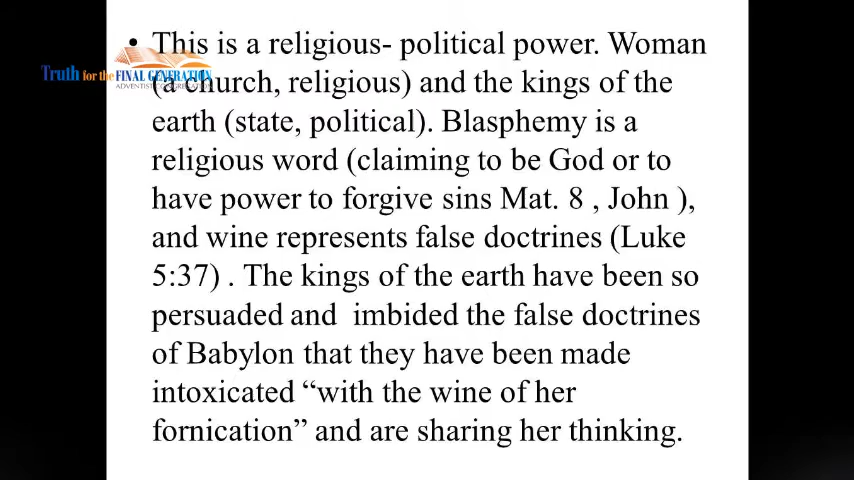 • This is a religious- political power. Woman
Truth for the FINAL GENERATION
ADVENTIST CONGREGATION
(a church, religious) and the kings of the
earth (state, political). Blasphemy is a
religious word (claiming to be God or to
have power to forgive sins Mat. 8 , John ),
and wine represents false doctrines (Luke
5:37) . The kings of the earth have been so
persuaded and  imbided the false doctrines
of Babylon that they have been made
intoxicated “with the wine of her
fornication” and are sharing her thinking.